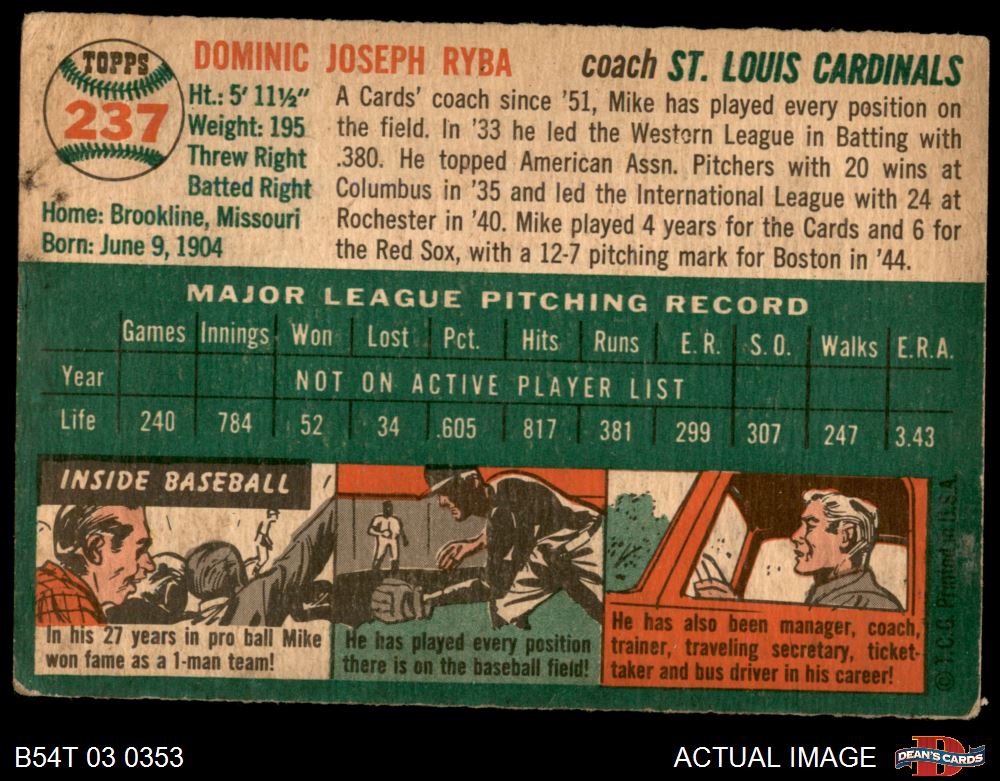 TOPPS
237
DOMINIC JOSEPH RYBA
coach ST. LOUIS CARDINALS
Ht.: 5' 11½"
Weight: 195
Threw Right
Batted Right
Home: Brookline, Missouri
Born: June 9, 1904
A Cards' coach since '51, Mike has played every position on
the field. In '33 he led the Western League in Batting with
.380. He topped American Assn. Pitchers with 20 wins at
Columbus in '35 and led the International League with 24 at
Rochester in '40. Mike played 4 years for the Cards and 6 for
the Red Sox, with a 12-7 pitching mark for Boston in '44.
MAJOR LEAGUE PITCHING RECORD
Games Innings Won Lost Pct. Hits Runs E.R. S.O. Walks E.R.A.
Year NOT ON ACTIVE PLAYER LIST
Life 240 784 52 34 .605 817 381 299 307 247 3.43
INSIDE BASEBALL
In his 27 years in pro ball Mike
won fame as a 1-man team!
He has played every position
there is on the baseball field!
He has also been manager, coach,
trainer, traveling secretary, ticket-
taker and bus driver in his career!
© T.C.G. Printed in U.S.A.
B54T 03 0353
ACTUAL IMAGE
DEAN'S CARDS